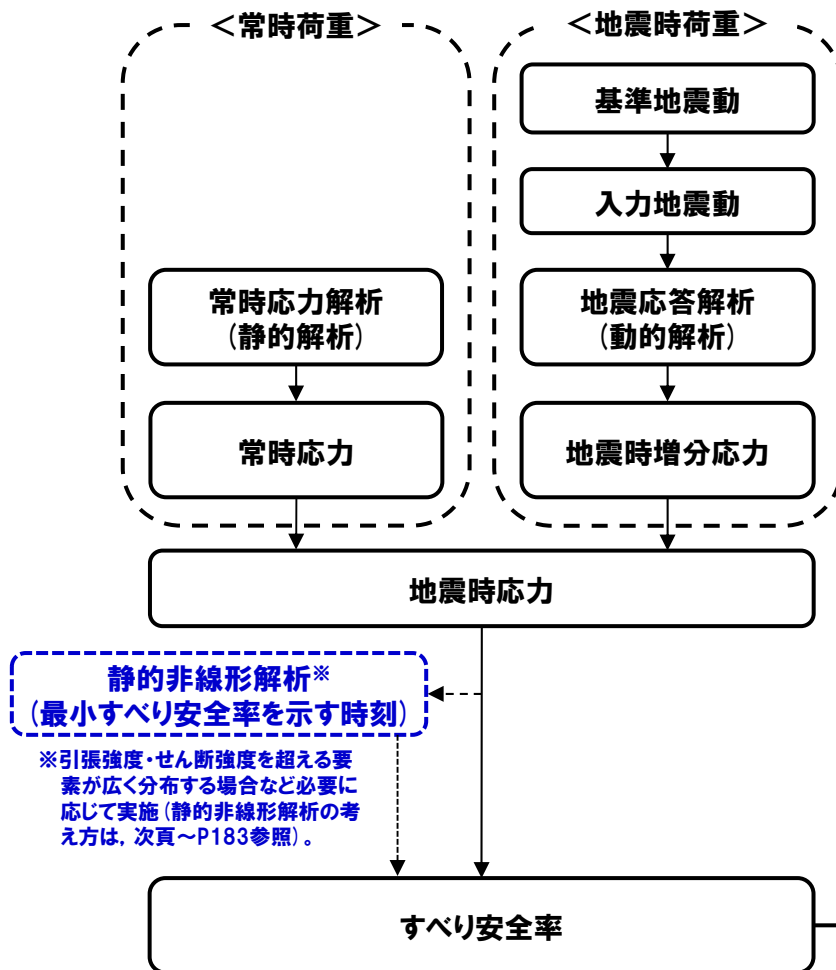 ＜常時荷重＞
常時応力解析
(静的解析)
常時応力
＜地震時荷重＞
基準地震動
入力地震動
地震応答解析
(動的解析)
地震時増分応力
地震時応力
静的非線形解析※
(最小すべり安全率を示す時刻)
※引張強度・せん断強度を超える要
素が広く分布する場合など必要に
応じて実施(静的非線形解析の考
え方は，次頁～P183参照)。
すべり安全率